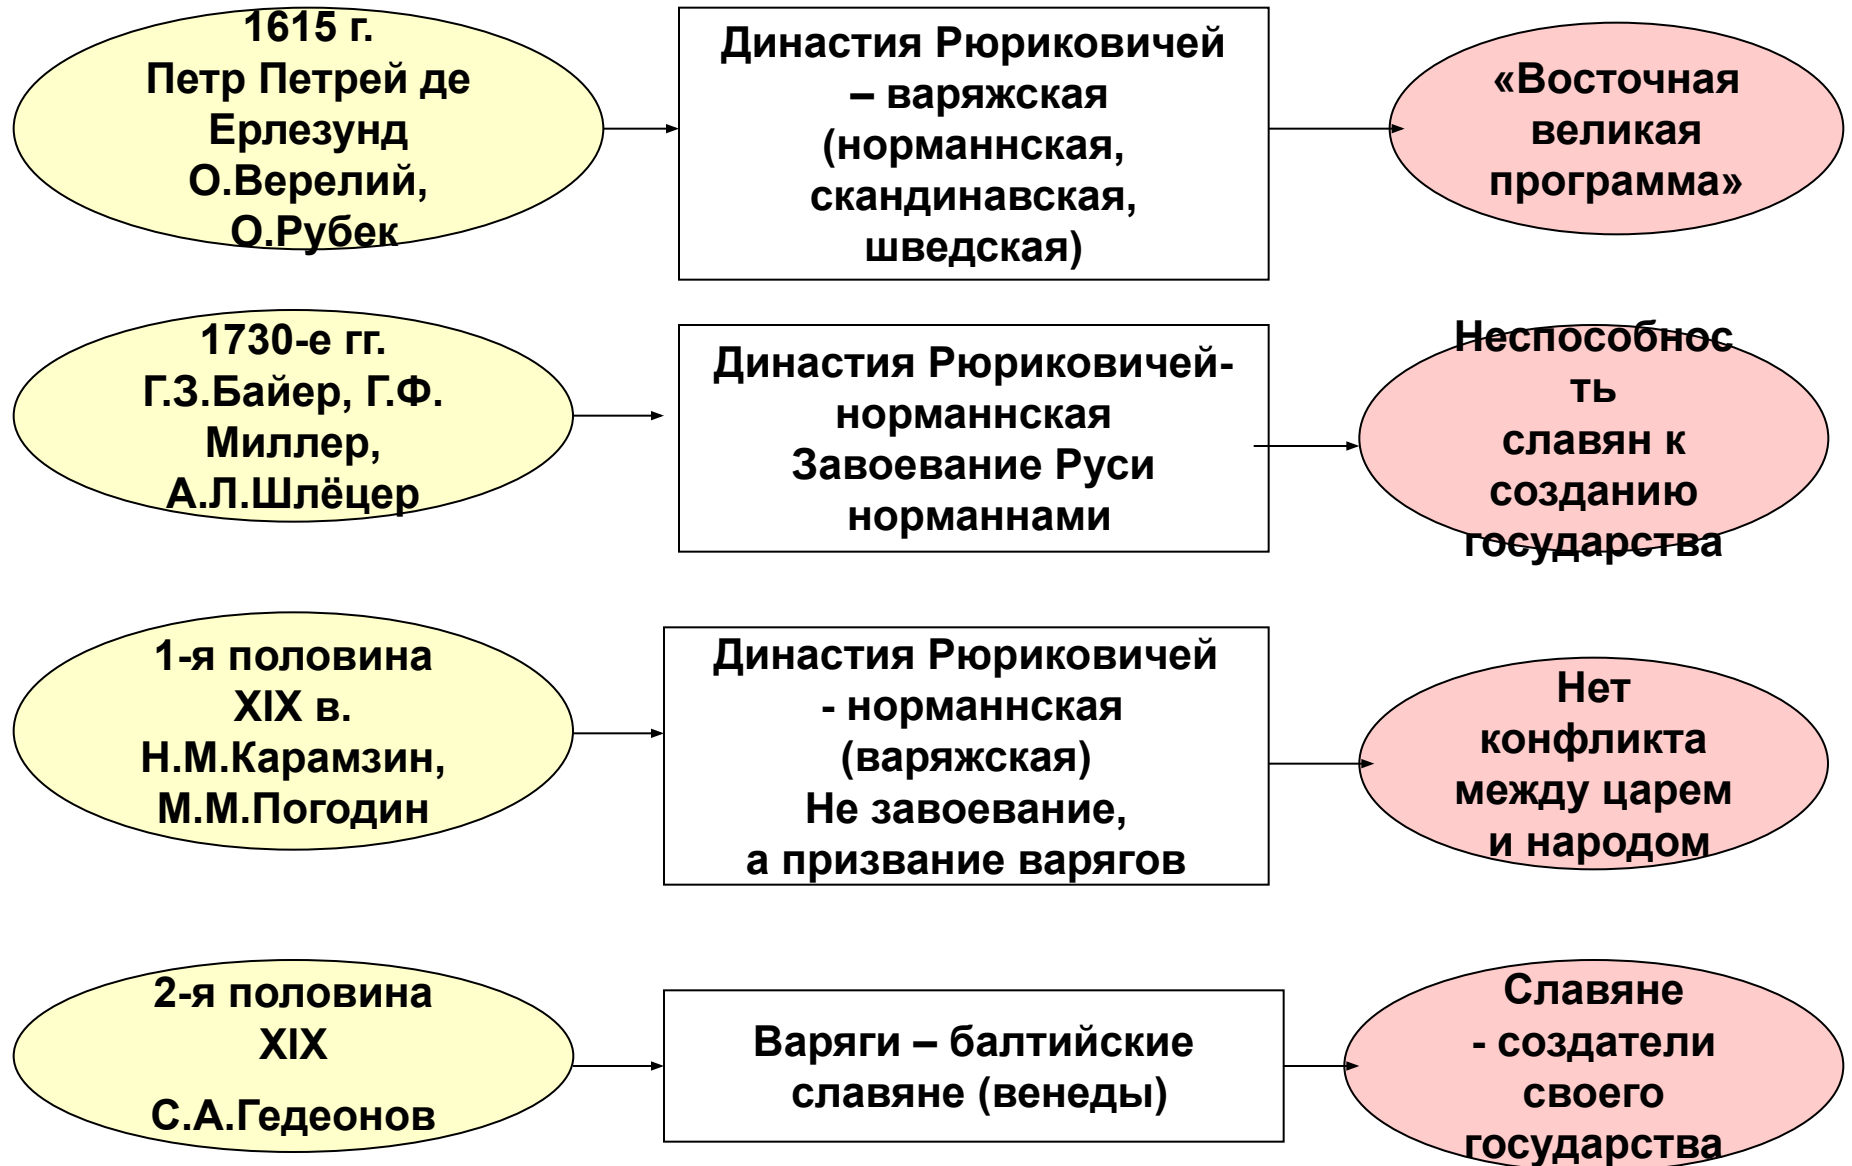 1615 г.
Петр Петрей де
Ерлезунд
О.Верелий,
О.Рубек
Династия Рюриковичей
– варяжская
(норманнская,
скандинавская,
шведская)
«Восточная
великая
программа»
1730-е гг.
Г.З.Байер, Г.Ф.
Миллер,
А.Л.Шлёцер
Династия Рюриковичей-
норманнская
Завоевание Руси
норманнами
Неспособнос
ть
славян к
созданию
государства
1-я половина
XIX в.
Н.М.Карамзин,
М.М.Погодин
Династия Рюриковичей
- норманнская
(варяжская)
Не завоевание,
а призвание варягов
Нет
конфликта
между царем
и народом
2-я половина
XIX
С.А.Гедеонов
Варяги – балтийские
славяне (венеды)
Славяне
- создатели
своего
государства